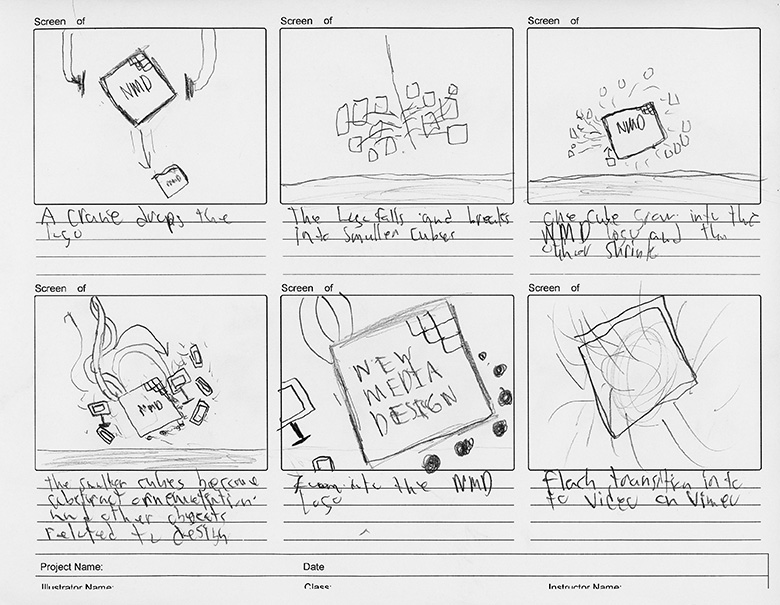 Screen of
Screen of
Screen of
NMD
NMD
NMD
A crane drops the
logo
The Logo falls and breaks
into smaller cubes
one cube grow into the
NMD logo and the
other shrink
Screen of
Screen of
Screen of
NMD
NEW
MEDIA
DESIGN
the smaller cubes become
abstract ornamentation
and other objects
related to design
Zoom into the NMD
Logo
Flash transition into
to video on Vimeo
Project Name:
Date
Illustrator Name:
Class:
Instructor Name: